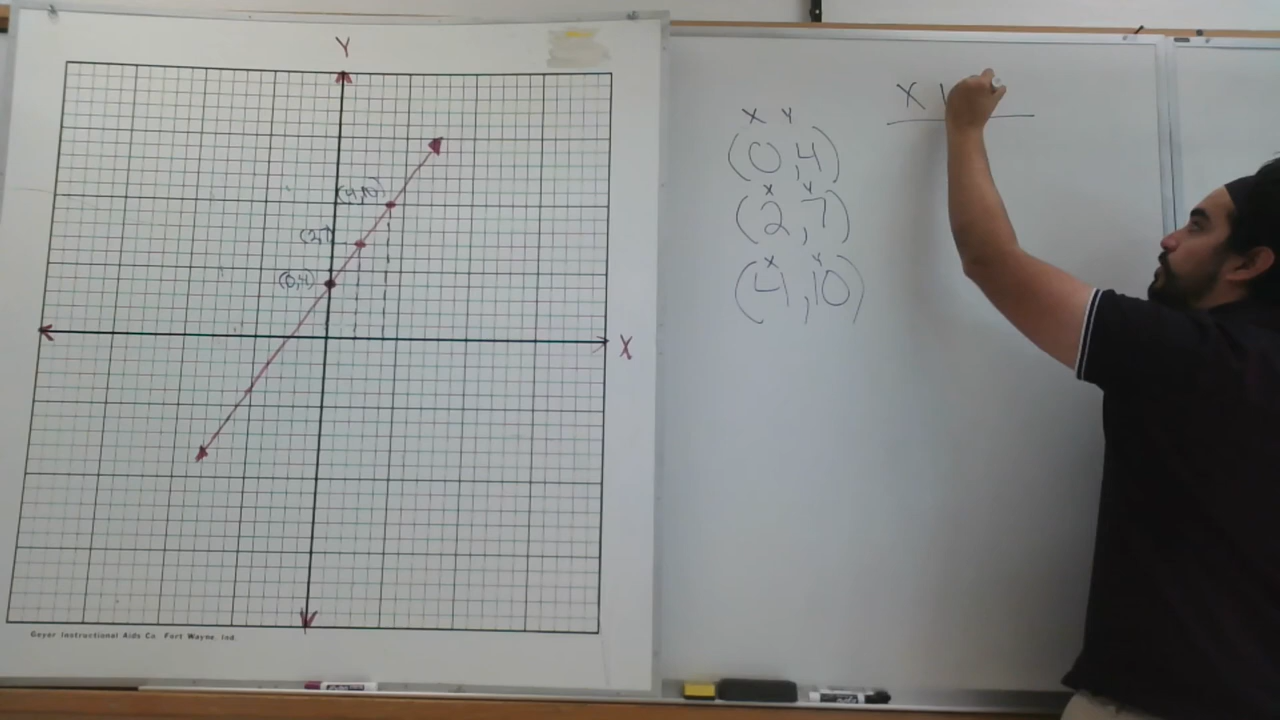 Y
(4,10)
(2,7
(0,4)
X
Geyer Instructional Aids Co. Fort Wayne, Ind.
X Y
(0,4)
X Y
(2,7)
X Y
(4,10)
X